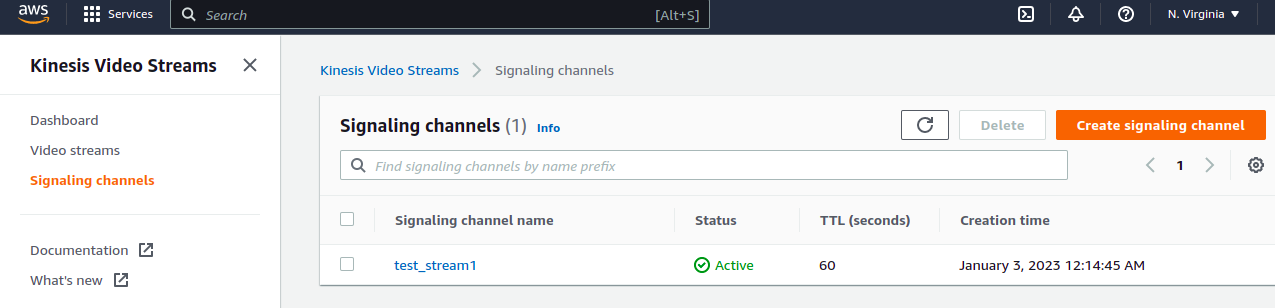 aws Services Search [Alt+S] N. Virginia
Kinesis Video Streams
Dashboard
Video streams
Signaling channels
Documentation
What's new
Kinesis Video Streams Signaling channels
Signaling channels (1) Info Delete Create signaling channel
Find signaling channels by name prefix 1
Signaling channel name Status TTL (seconds) Creation time
test_stream1 Active 60 January 3, 2023 12:14:45 AM